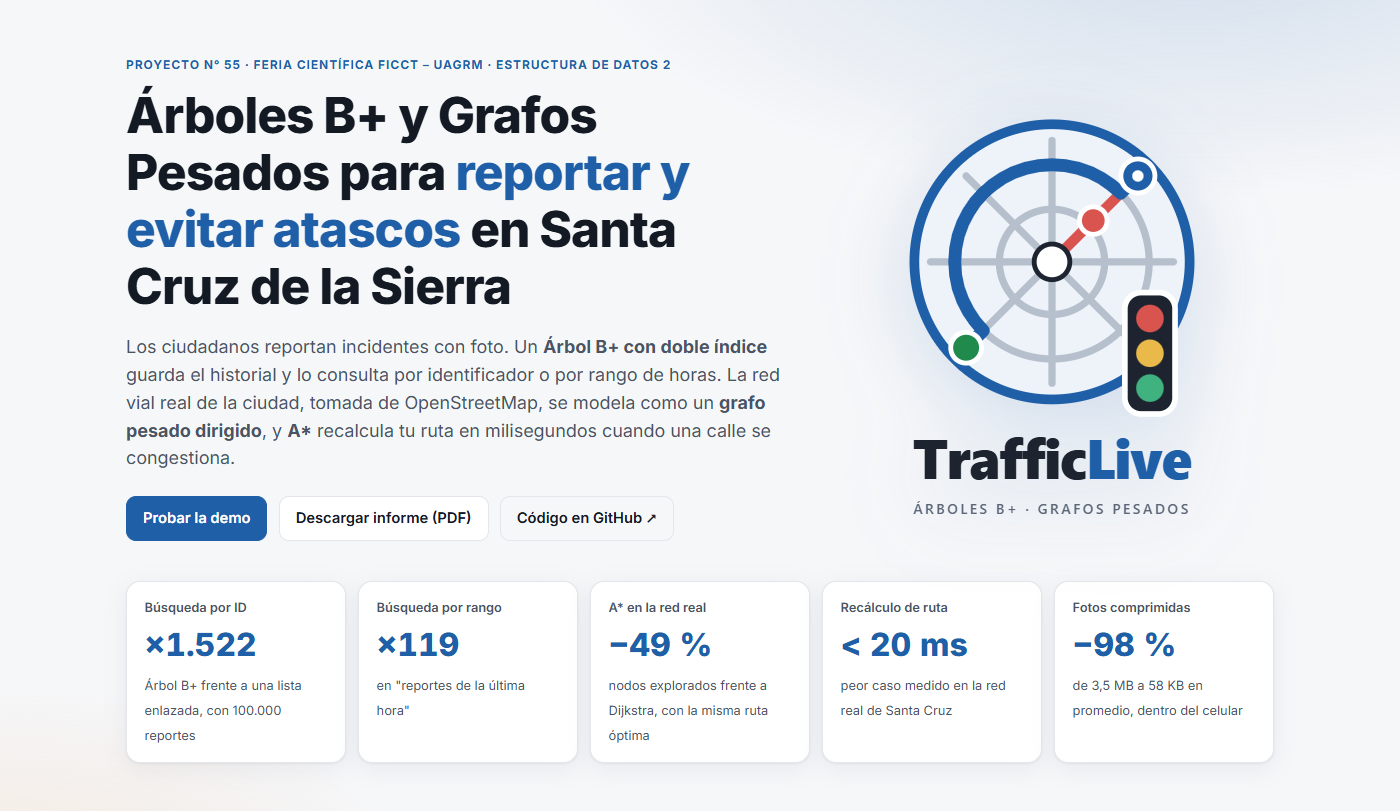 PROYECTO N° 55 · FERIA CIENTÍFICA FICCT – UAGRM · ESTRUCTURA DE DATOS 2
Árboles B+ y Grafos
Pesados para reportar y
evitar atascos en Santa
Cruz de la Sierra
Los ciudadanos reportan incidentes con foto. Un Árbol B+ con doble índice
guarda el historial y lo consulta por identificador o por rango de horas. La red
vial real de la ciudad, tomada de OpenStreetMap, se modela como un grafo
pesado dirigido, y A* recalcula tu ruta en milisegundos cuando una calle se
congestiona.
Probar la demo
Descargar informe (PDF)
Código en GitHub ↗
TrafficLive
ÁRBOLES B+ · GRAFOS PESADOS
Búsqueda por ID
×1.522
Árbol B+ frente a una lista
enlazada, con 100.000
reportes
Búsqueda por rango
×119
en "reportes de la última
hora"
A* en la red real
−49 %
nodos explorados frente a
Dijkstra, con la misma ruta
óptima
Recálculo de ruta
< 20 ms
peor caso medido en la red
real de Santa Cruz
Fotos comprimidas
−98 %
de 3,5 MB a 58 KB en
promedio, dentro del celular